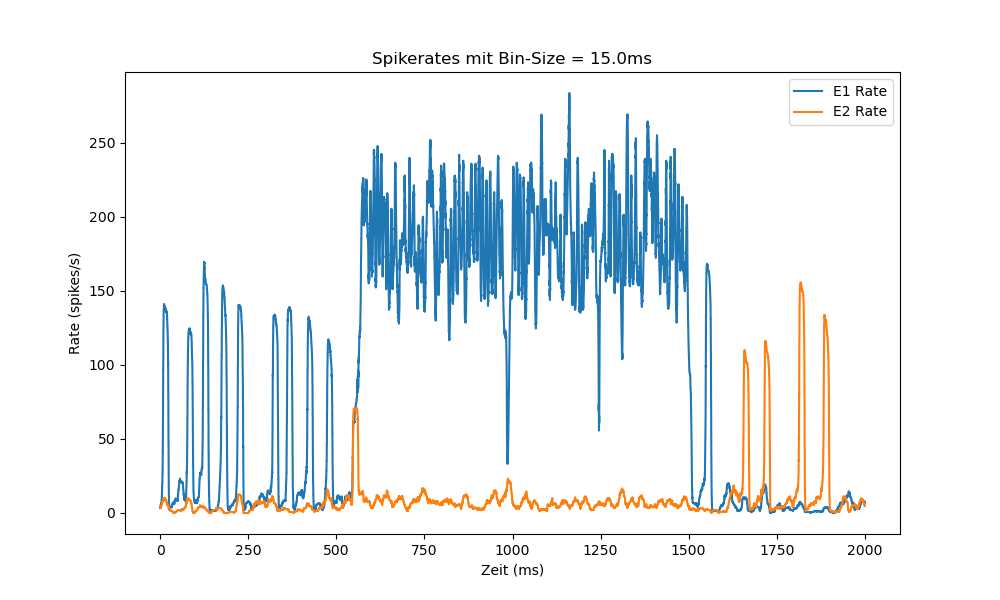 Spikerates mit Bin-Size = 15.0ms
E1 Rate
E2 Rate
Rate (spikes/s)
250
200
150
100
50
0
0 250 500 750 1000 1250 1500 1750 2000
Zeit (ms)